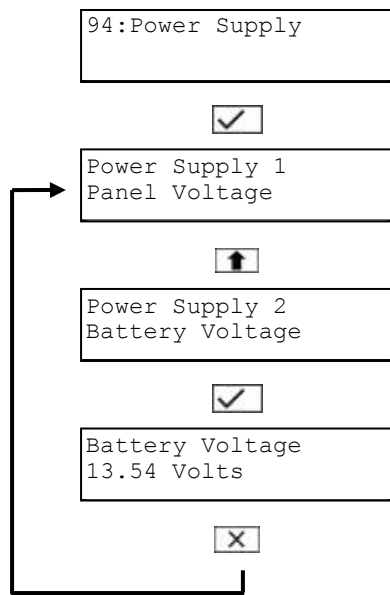 94:Power Supply
Power Supply 1
Panel Voltage
Power Supply 2
Battery Voltage
Battery Voltage
13.54 Volts